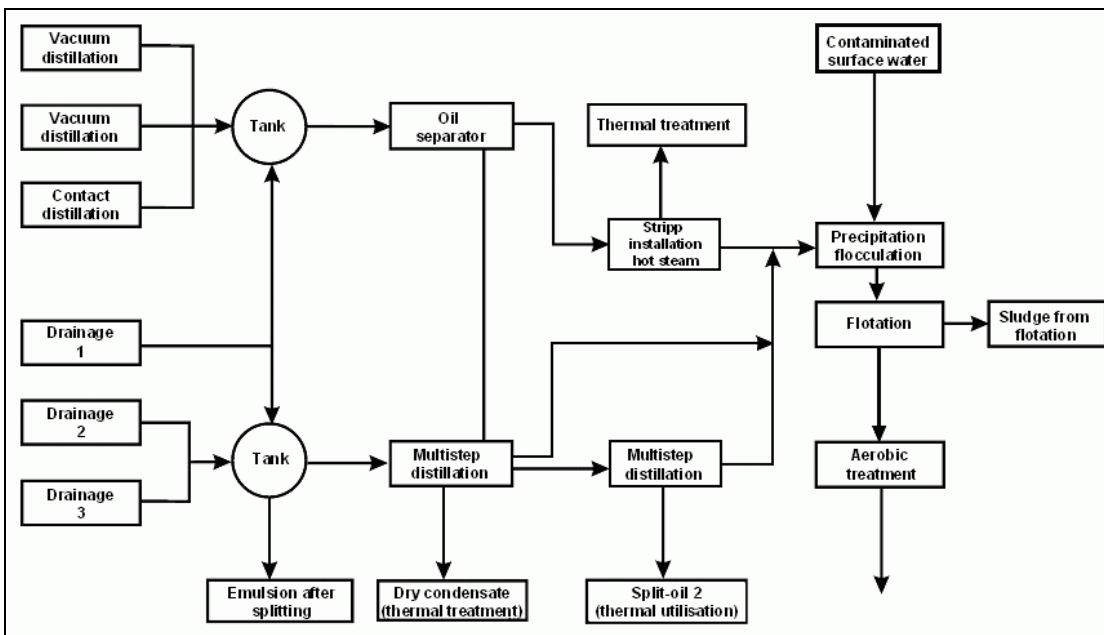 Vacuum
distillation
Contaminated
surface water
Vacuum
distillation
Tank
Oil
separator
Thermal treatment
Contact
distillation
Stripp
installation
hot steam
Precipitation
flocculation
Drainage
1
Flotation
Sludge from
flotation
Drainage
2
Tank
Multistep
distillation
Multistep
distillation
Aerobic
treatment
Drainage
3
Emulsion after
splitting
Dry condensate
(thermal treatment)
Split-oil 2
(thermal utilisation)